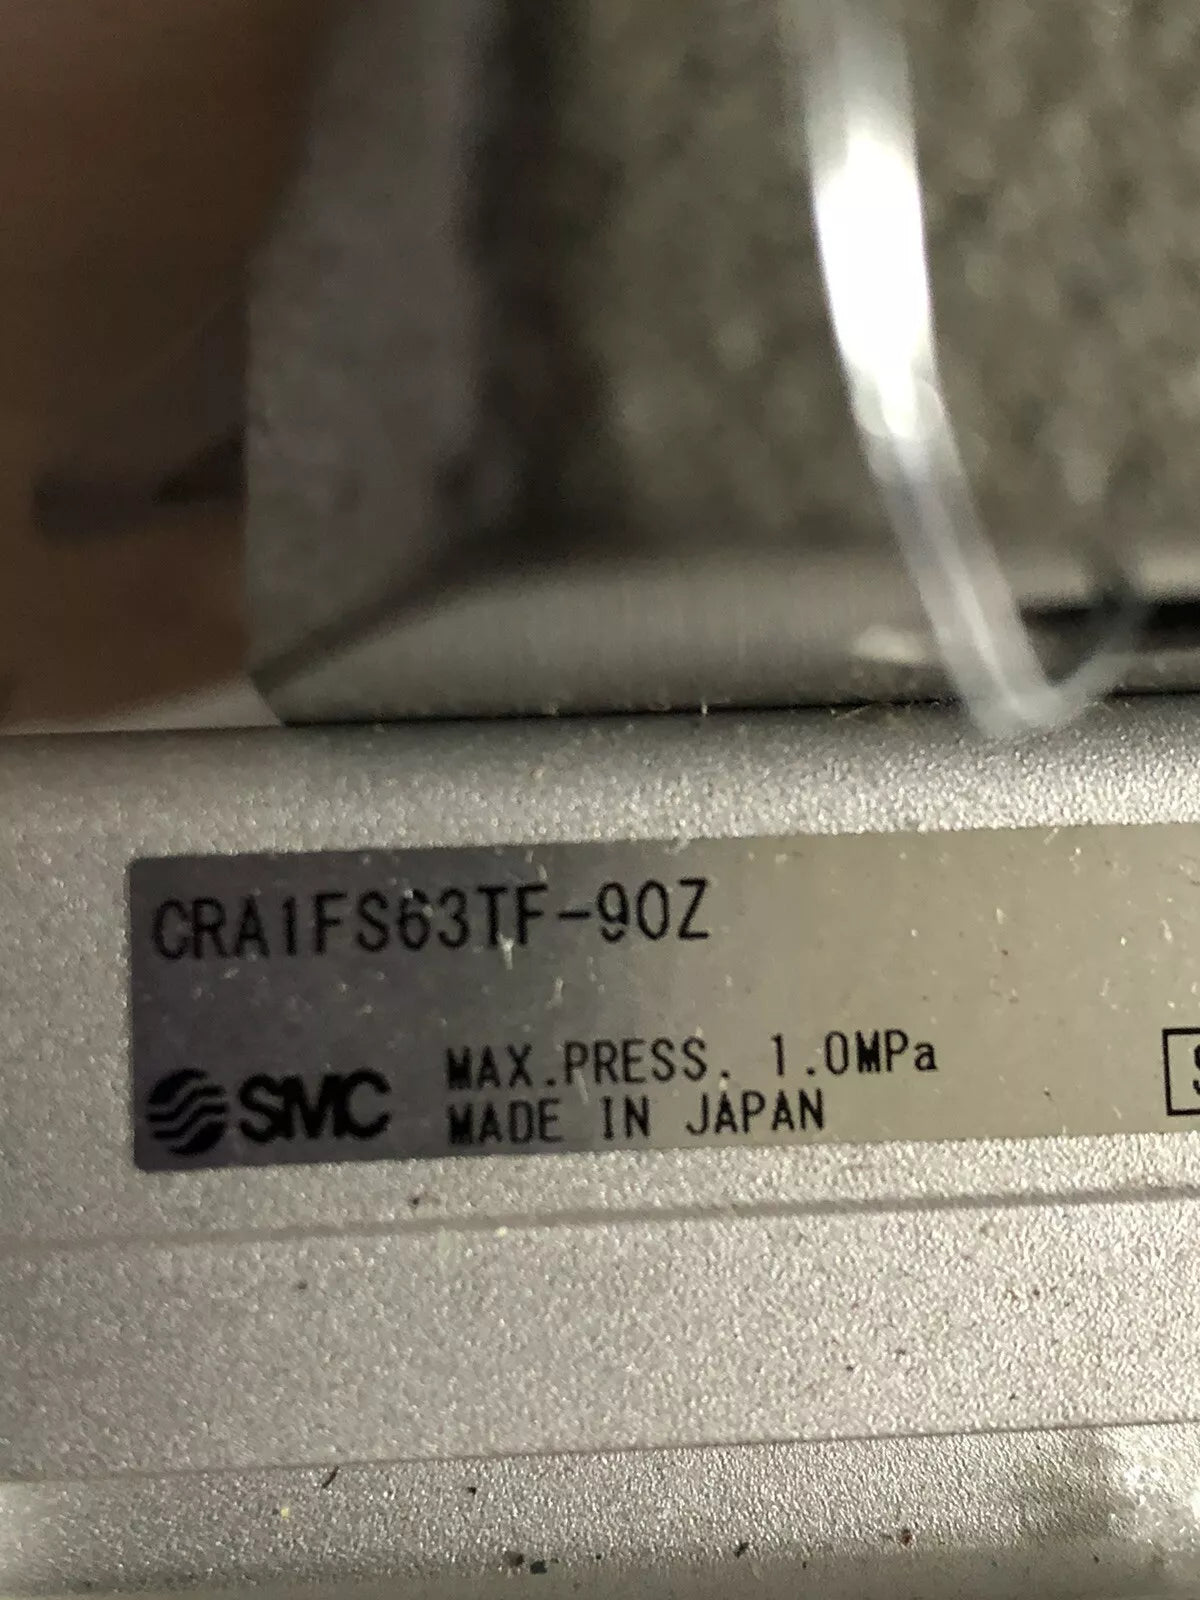 CRA1FS63TF-90Z
SMC MAX.PRESS. 1.0MPa
MADE IN JAPAN